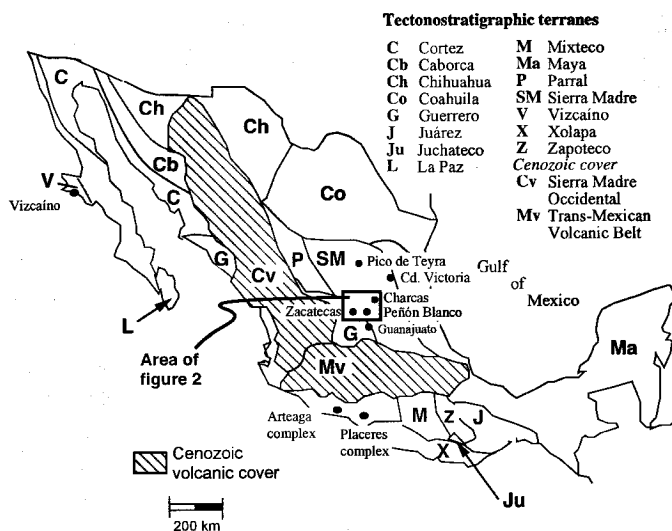 Tectonostratigraphic terranes
C Cortez
Cb Caborca
Ch Chihuahua
Co Coahuila
G Guerrero
J Juárez
Ju Juchateco
L La Paz
M Mixteco
Ma Maya
P Parral
SM Sierra Madre
V Vizcaíno
X Xolapa
Z Zapoteco
Cenozoic cover
Cv Sierra Madre
Occidental
Mv Trans-Mexican
Volcanic Belt
C
Ch
Ch
Cb
Co
V
Vizcaíno
C
G
Cv
P
SM
Pico de Teyra
Cd. Victoria
Gulf
of
Mexico
L
Charcas
Zacatecas
Peñón Blanco
Guanajuato
G
Area of
figure 2
Mv
Ma
Arteaga
complex
Placeres
complex
M
Z
J
X
Ju
Cenozoic
volcanic cover
200 km